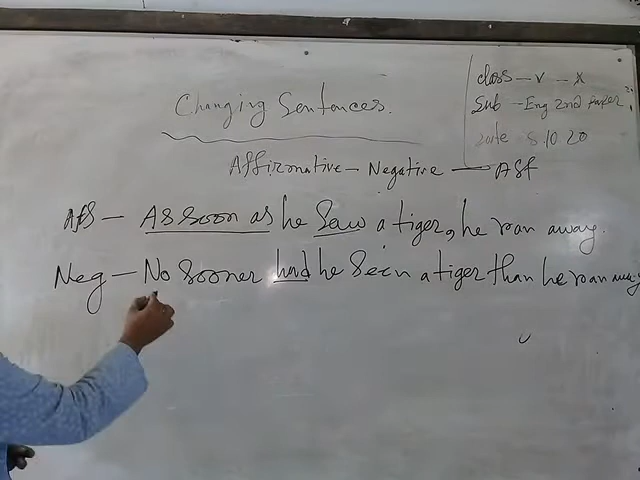 Changing Sentences.
class - V - X
Sub - Eng 2nd paper
Date 8.10.20
Affirmative - Negative - ASf
Aff - As soon as he saw a tiger, he ran away.
Neg - No sooner had he seen a tiger than he ran away